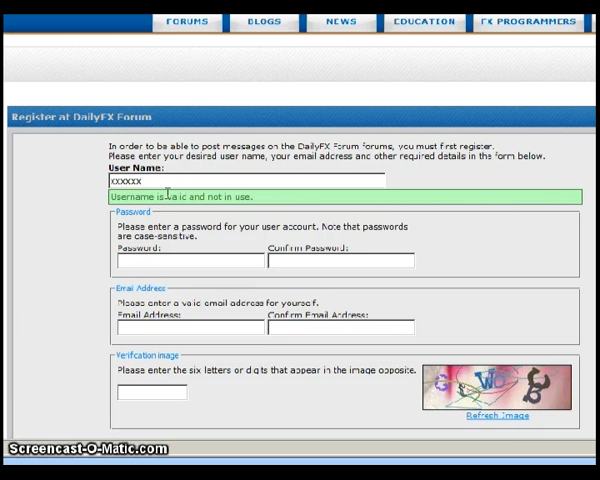 FORUMS BLOGS NEWS EDUCATION FX PROGRAMMERS
Register at DailyFX Forum
In order to be able to post messages on the DailyFX Forum forums, you must first register.
Please enter your desired user name, your email address and other required details in the form below.
User Name:
xxxxxx
Username is valid and not in use.
Password
Please enter a password for your user account. Note that passwords
are case-sensitive.
Password: Confirm Password:
Email Address
Please enter a valid email address for yourself.
Email Address: Confirm Email Address:
Verification image
Please enter the six letters or digits that appear in the image opposite.
Refresh Image
Screencast-O-Matic.com